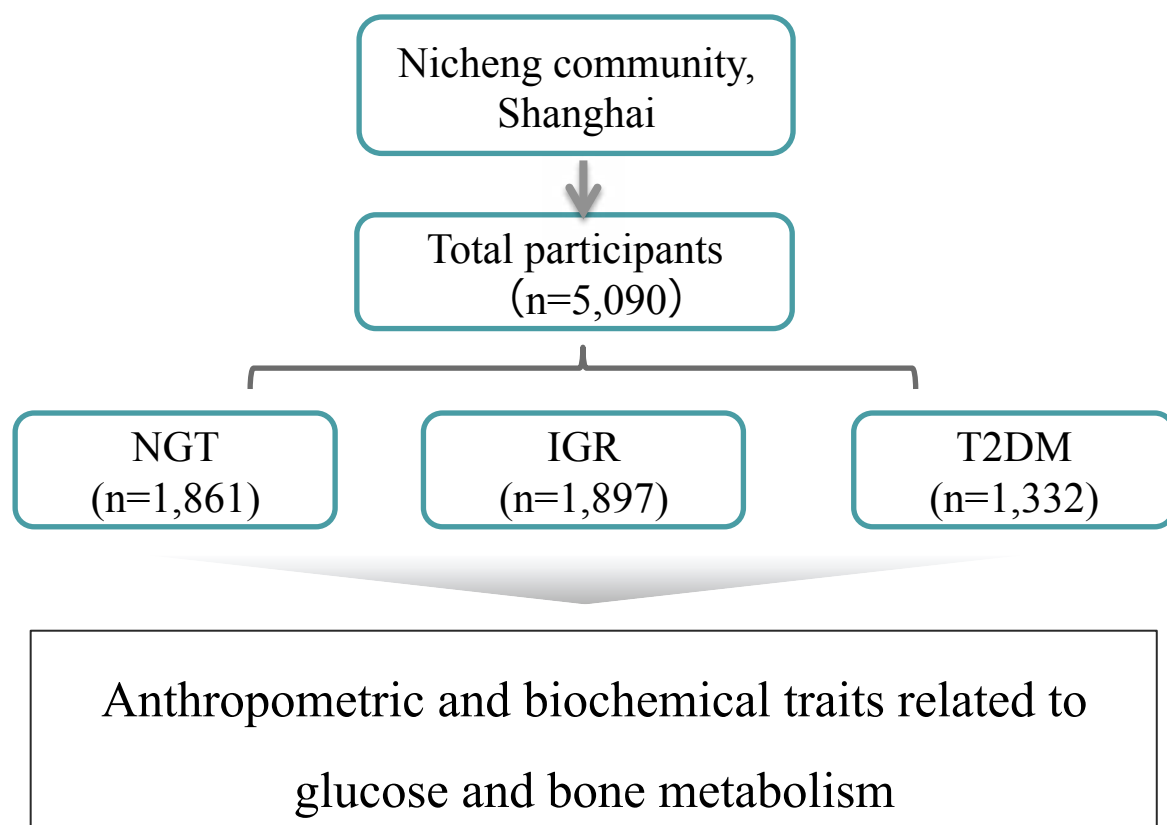 Nicheng community,
Shanghai
Total participants
（n=5,090）
NGT
(n=1,861)
IGR
(n=1,897)
T2DM
(n=1,332)
Anthropometric and biochemical traits related to
glucose and bone metabolism